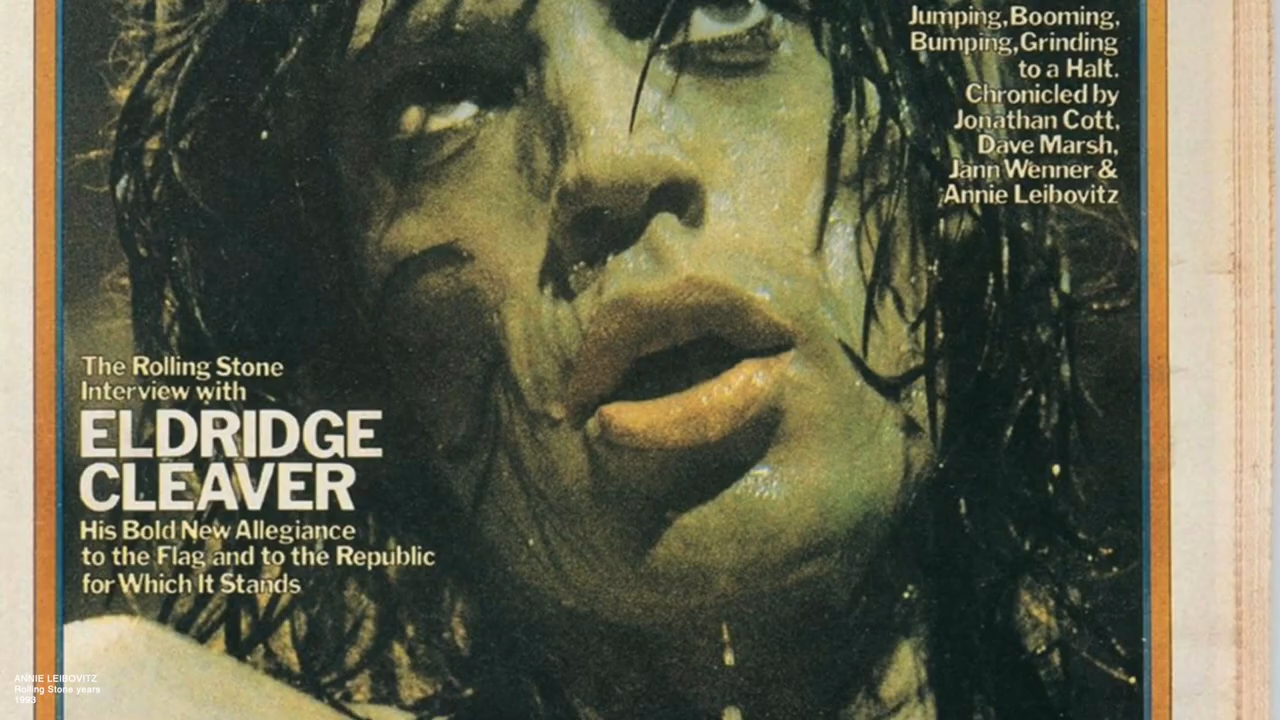 Jumping, Booming,
Bumping, Grinding
to a Halt.
Chronicled by
Jonathan Cott,
Dave Marsh,
Jann Wenner &
Annie Leibovitz
The Rolling Stone
Interview with
ELDRIDGE
CLEAVER
His Bold New Allegiance
to the Flag and to the Republic
for Which It Stands
ANNIE LEIBOVITZ
Rolling Stone years
1993